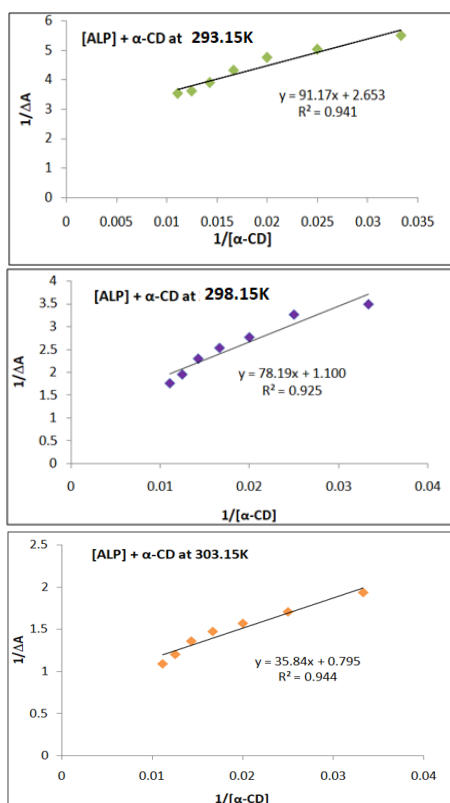 [ALP] + α-CD at 293.15K
6
5
4
3
2
1
0
1/ΔA
y = 91.17x + 2.653
R² = 0.941
0 0.005 0.01 0.015 0.02 0.025 0.03 0.035
1/[α-CD]
[ALP] + α-CD at 298.15K
4
3.5
3
2.5
2
1.5
1
0.5
0
1/ΔA
y = 78.19x + 1.100
R² = 0.925
0 0.01 0.02 0.03 0.04
1/[α-CD]
[ALP] + α-CD at 303.15K
2.5
2
1.5
1
0.5
0
1/ΔA
y = 35.84x + 0.795
R² = 0.944
0 0.01 0.02 0.03 0.04
1/[α-CD]